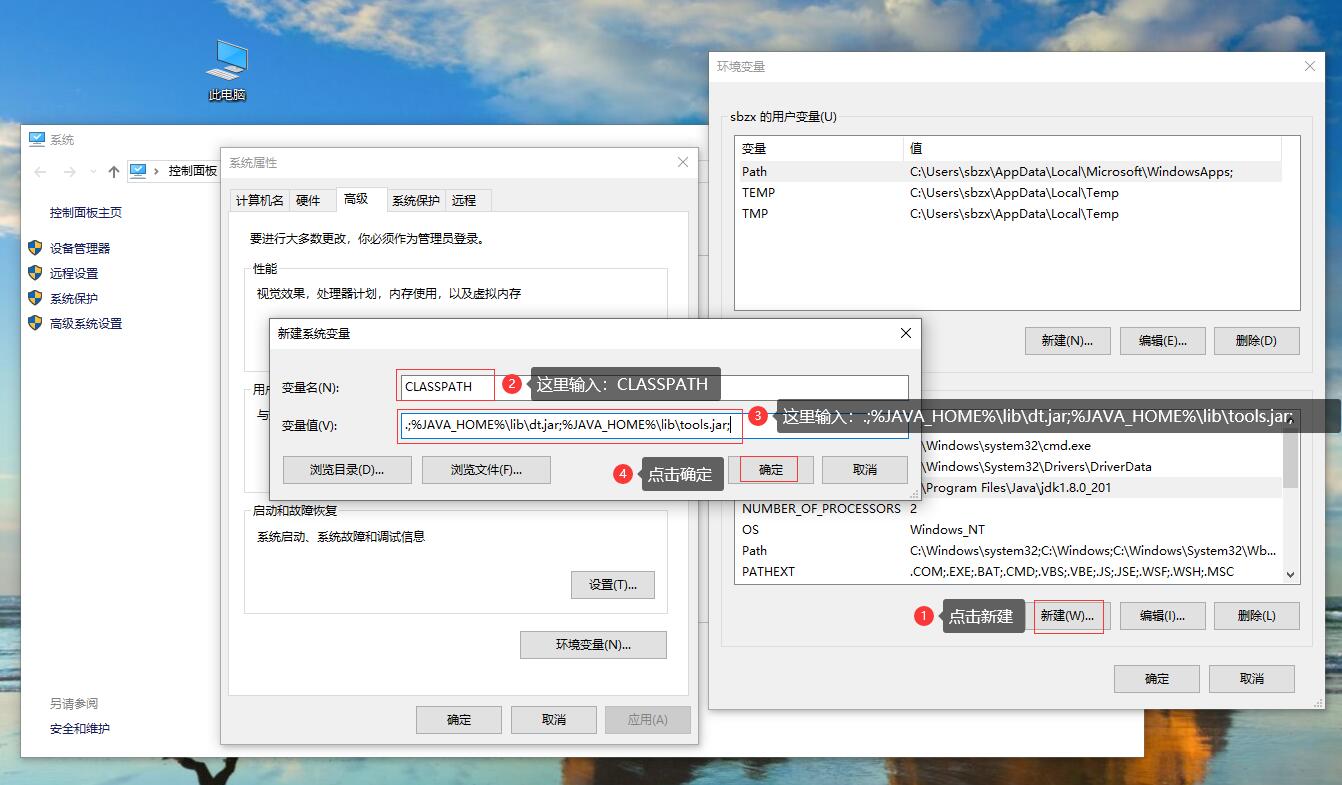 此电脑
系统
控制面板
控制面板主页
设备管理器
远程设置
系统保护
高级系统设置
另请参阅
安全和维护
系统属性
计算机名 硬件 高级 系统保护 远程
要进行大多数更改，你必须作为管理员登录。
性能
视觉效果，处理器计划，内存使用，以及虚拟内存
用户
与
启动和故障恢复
系统启动、系统故障和调试信息
设置(T)...
环境变量(N)...
确定 取消 应用(A)
新建系统变量
变量名(N): CLASSPATH
2 这里输入：CLASSPATH
变量值(V): .;%JAVA_HOME%\lib\dt.jar;%JAVA_HOME%\lib\tools.jar;
3 这里输入：.;%JAVA_HOME%\lib\dt.jar;%JAVA_HOME%\lib\tools.jar;
浏览目录(D)... 浏览文件(F)... 4 点击确定 确定 取消
环境变量
sbzx 的用户变量(U)
变量 值
Path C:\Users\sbzx\AppData\Local\Microsoft\WindowsApps;
TEMP C:\Users\sbzx\AppData\Local\Temp
TMP C:\Users\sbzx\AppData\Local\Temp
新建(N)... 编辑(E)... 删除(D)
\Windows\system32\cmd.exe
\Windows\System32\Drivers\DriverData
\Program Files\Java\jdk1.8.0_201
NUMBER_OF_PROCESSORS 2
OS Windows_NT
Path C:\Windows\system32;C:\Windows;C:\Windows\System32\Wb...
PATHEXT .COM;.EXE;.BAT;.CMD;.VBS;.VBE;.JS;.JSE;.WSF;.WSH;.MSC
1 点击新建 新建(W)... 编辑(I)... 删除(L)
确定 取消